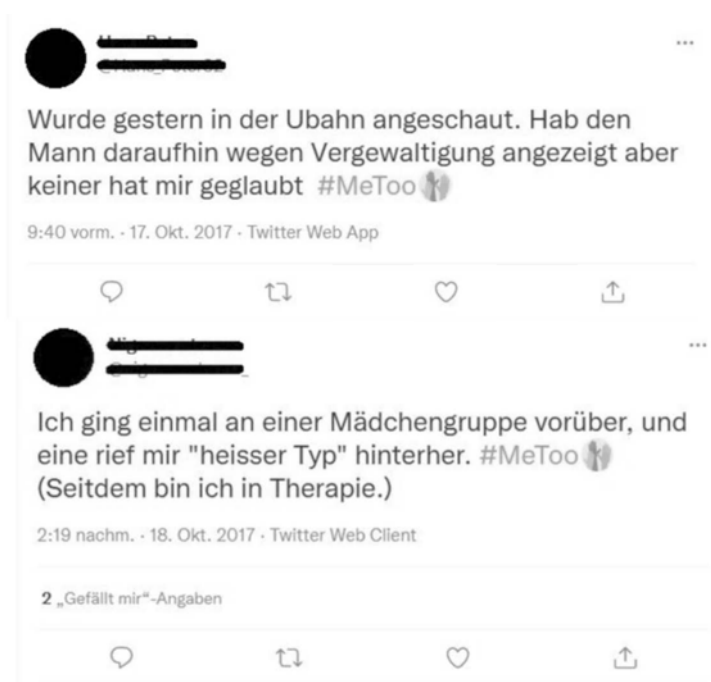 Wurde gestern in der Ubahn angeschaut. Hab den
Mann daraufhin wegen Vergewaltigung angezeigt aber
keiner hat mir geglaubt #MeToo
9:40 vorm. · 17. Okt. 2017 · Twitter Web App
Ich ging einmal an einer Mädchengruppe vorüber, und
eine rief mir "heisser Typ" hinterher. #MeToo
(Seitdem bin ich in Therapie.)
2:19 nachm. · 18. Okt. 2017 · Twitter Web Client
2 „Gefällt mir“-Angaben